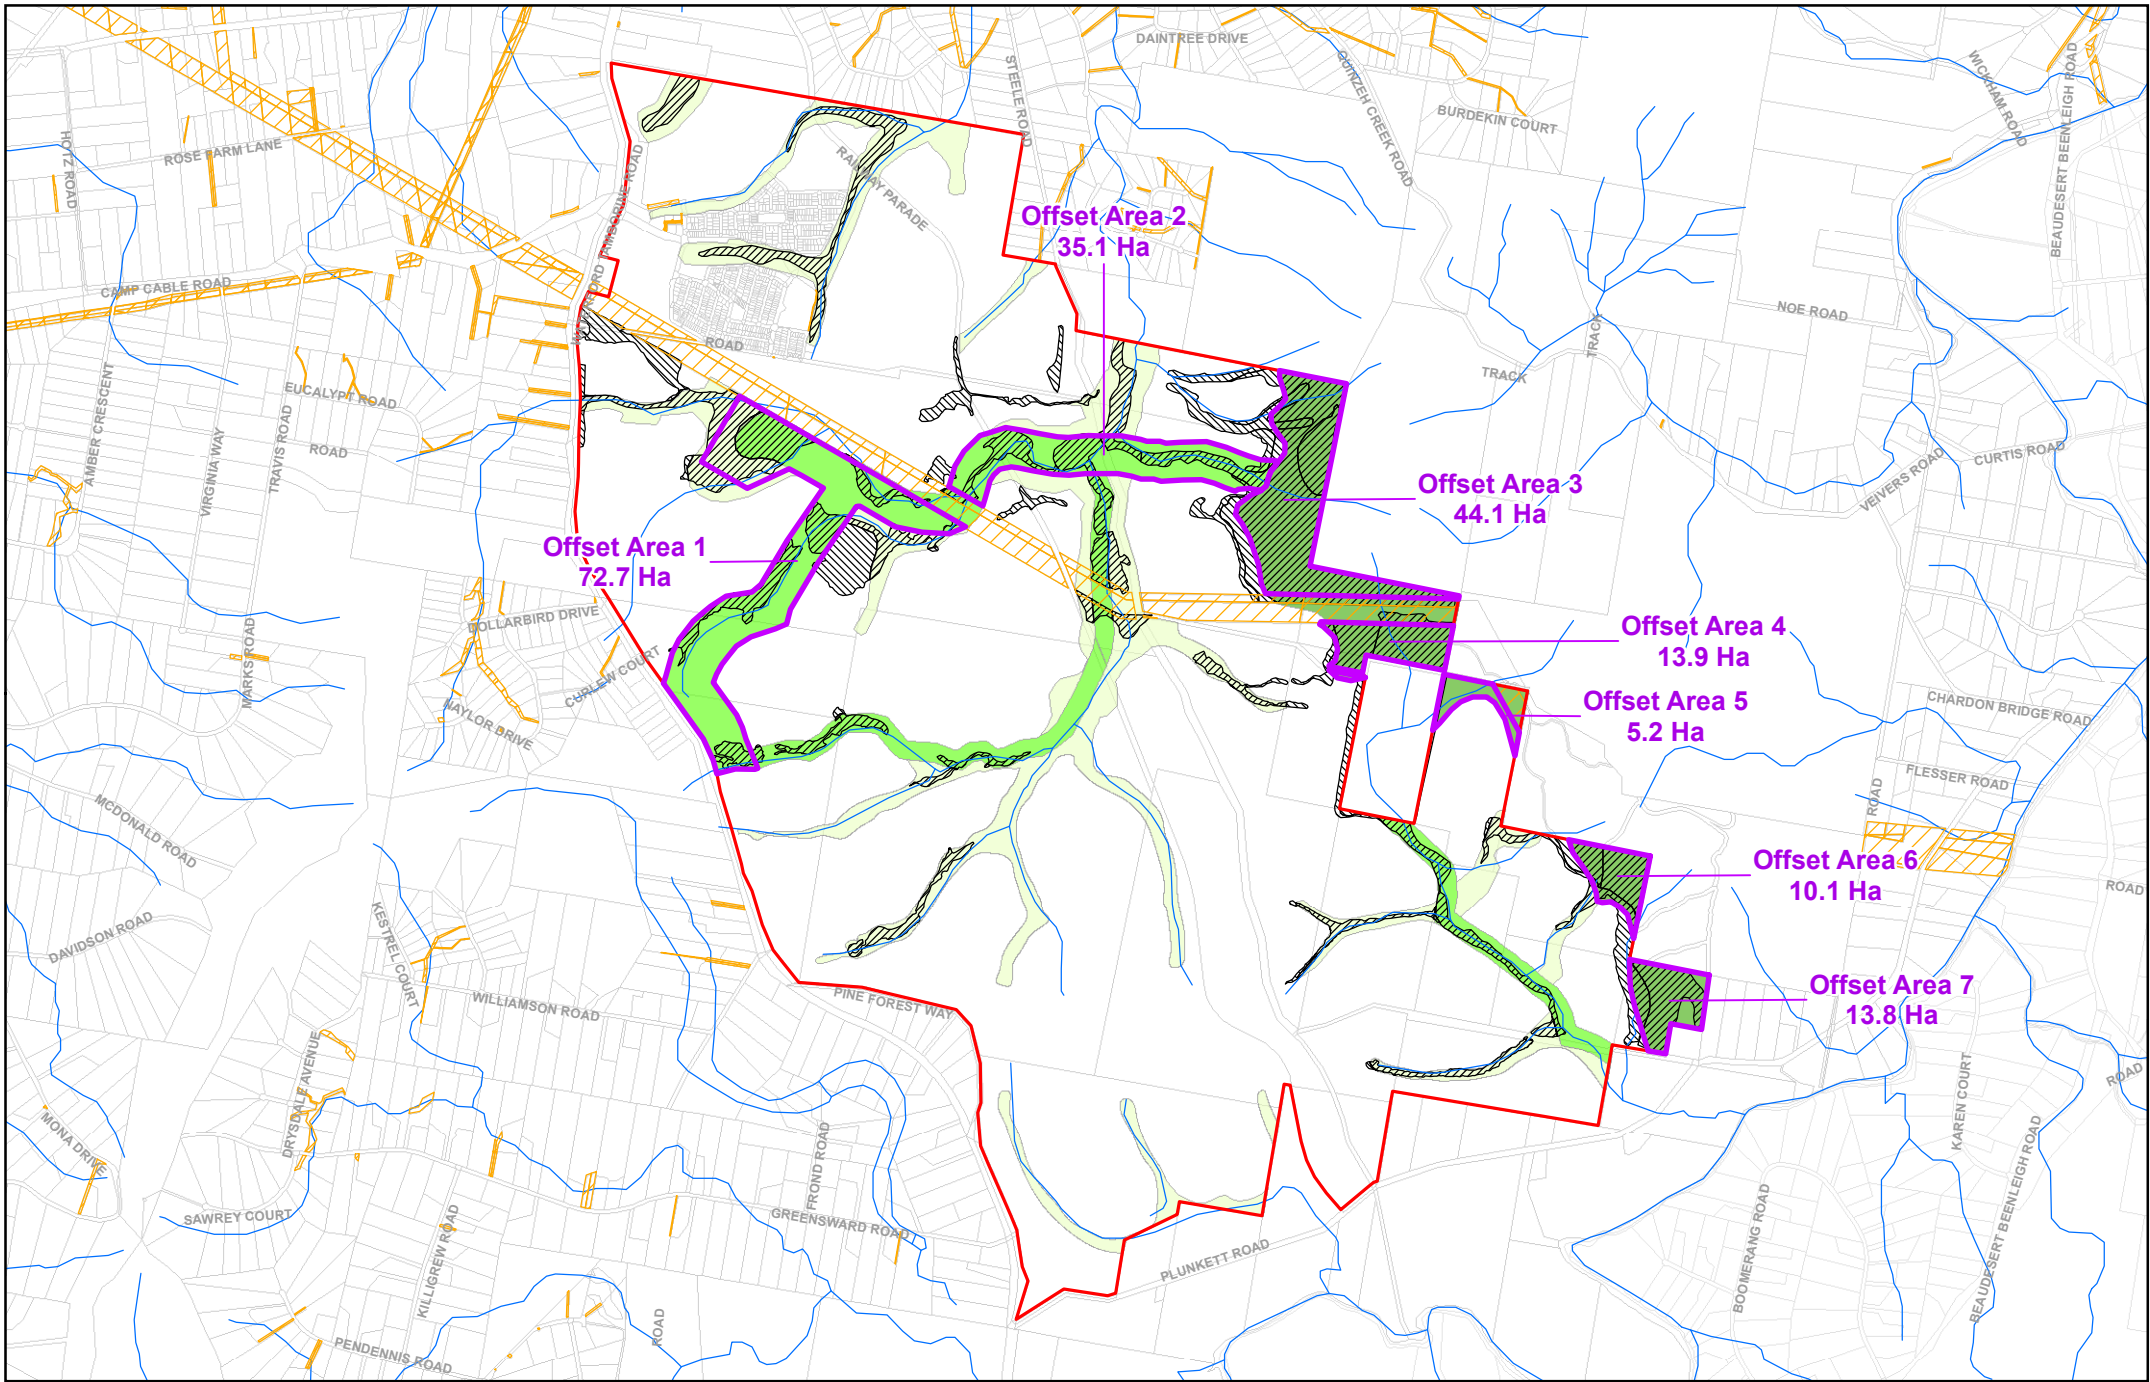 DAINTREE DRIVE
STEELE ROAD
QUINZEH CREEK ROAD
WICKHAM ROAD
BEAUDESERT BEENLEIGH ROAD
BURDEKIN COURT
HOTZ ROAD
ROSE FARM LANE
RAILWAY PARADE
Offset Area 2
35.1 Ha
CAMP CABLE ROAD
NOE ROAD
TRACK
ROAD
TRACK
EUCALYPT ROAD
AMBER CRESCENT
VIRGINIA WAY
TRAVIS ROAD
ROAD
CURTIS ROAD
VEIVERS ROAD
Offset Area 3
44.1 Ha
Offset Area 1
72.7 Ha
DOLLARBIRD DRIVE
Offset Area 4
13.9 Ha
MARKS ROAD
CURLEW COURT
NAYLOR DRIVE
Offset Area 5
5.2 Ha
CHARDON BRIDGE ROAD
FLESSER ROAD
ROAD
MCDONALD ROAD
Offset Area 6
10.1 Ha
ROAD
DAVIDSON ROAD
KESTREL COURT
WILLIAMSON ROAD
PINE FOREST WAY
Offset Area 7
13.8 Ha
DRYSDALE AVENUE
MONA DRIVE
KAREN COURT
ROAD
FROND ROAD
SAWREY COURT
KILLIGREW ROAD
GREENSWARD ROAD
PLUNKETT ROAD
BOOMERANG ROAD
BEAUDESERT BEENLEIGH ROAD
ROAD
PENDENNIS ROAD